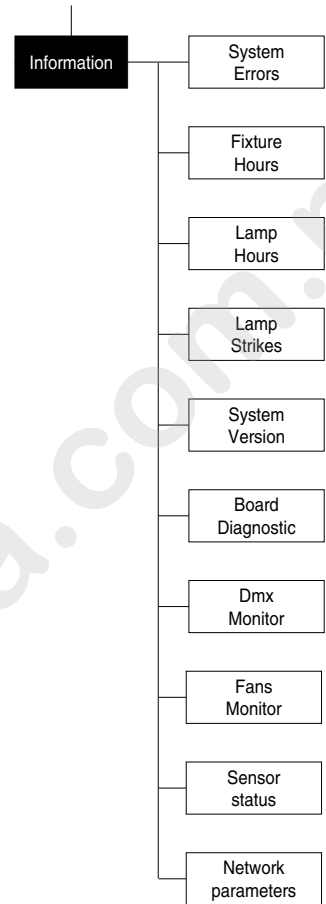 Information
System
Errors
Fixture
Hours
Lamp
Hours
Lamp
Strikes
System
Version
Board
Diagnostic
Dmx
Monitor
Fans
Monitor
Sensor
status
Network
parameters
a.com.